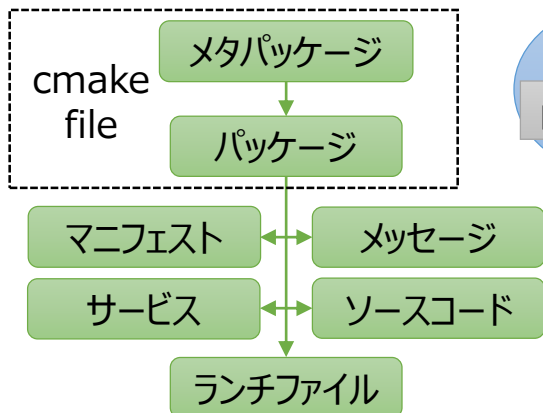 メタパッケージ
cmake
file
パッケージ
マニフェスト
メッセージ
サービス
ソースコード
ランチファイル